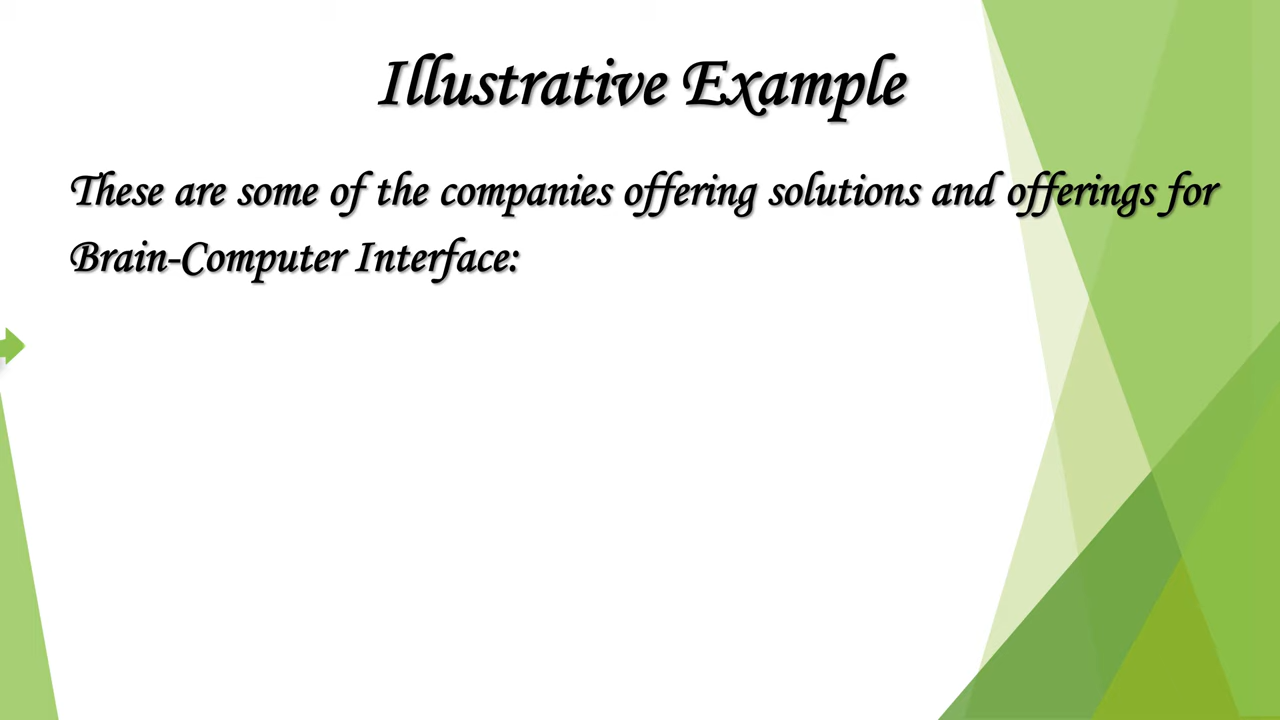 Illustrative Example
These are some of the companies offering solutions and offerings for
Brain-Computer Interface: